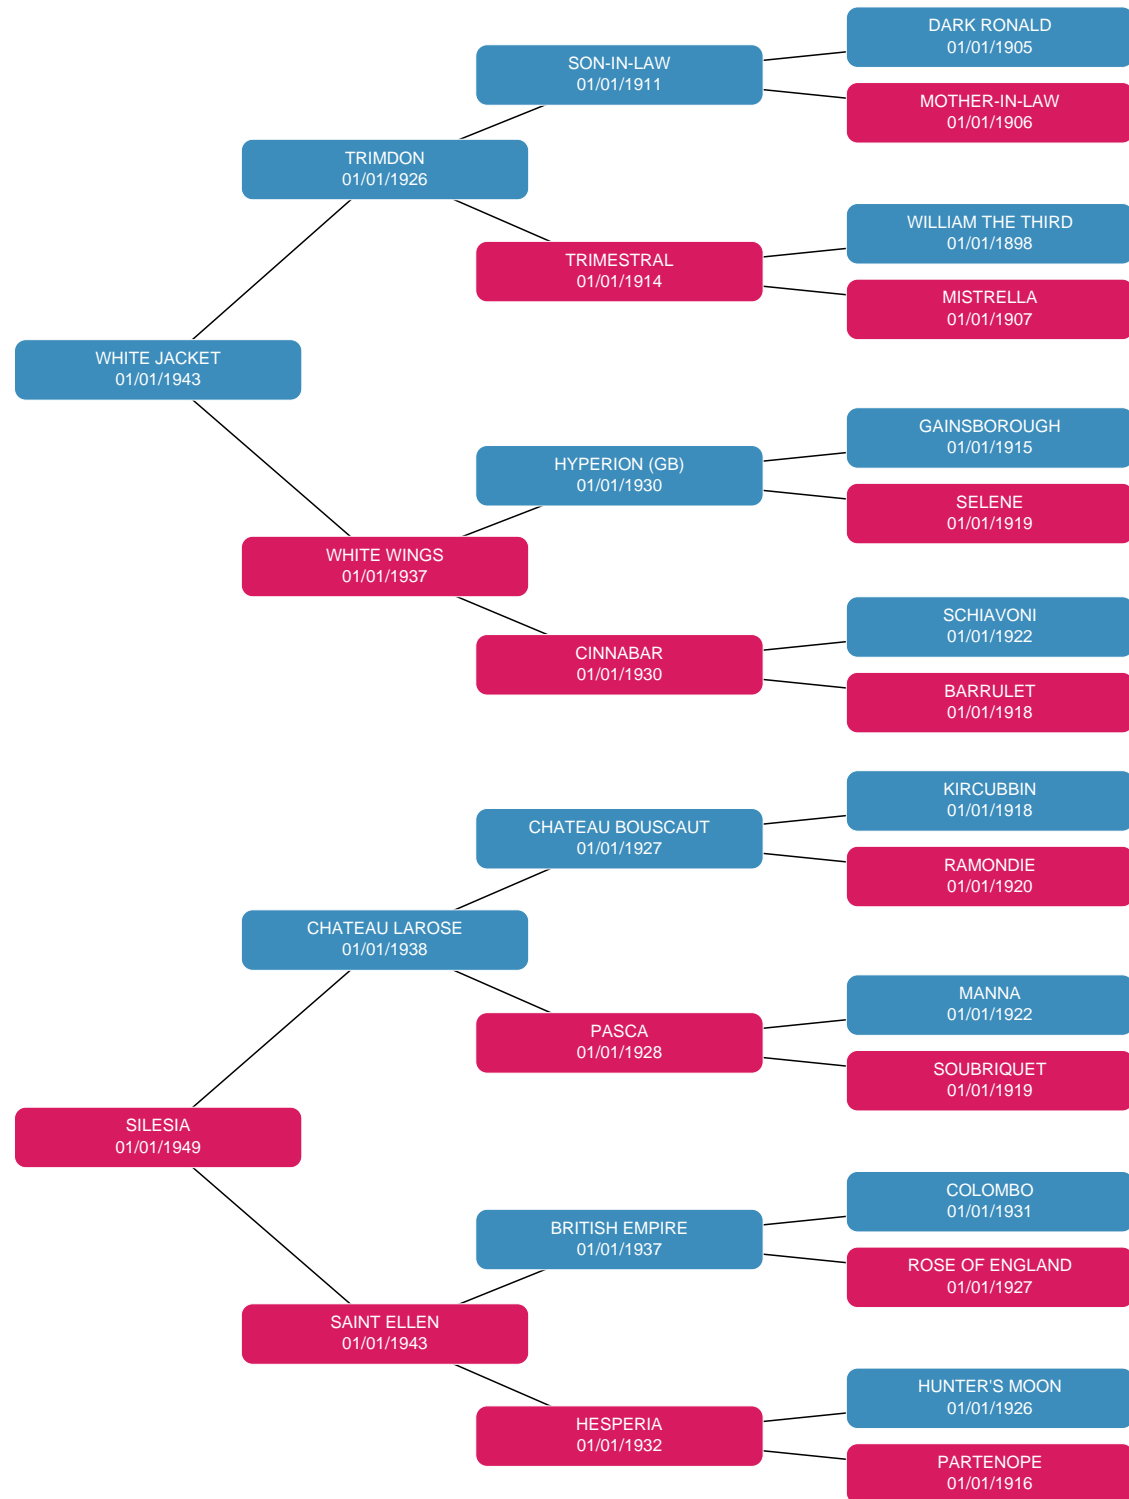 DARK RONALD
01/01/1905
SON-IN-LAW
01/01/1911
MOTHER-IN-LAW
01/01/1906
TRIMDON
01/01/1926
WILLIAM THE THIRD
01/01/1898
TRIMESTRAL
01/01/1914
MISTRELLA
01/01/1907
WHITE JACKET
01/01/1943
GAINSBOROUGH
01/01/1915
HYPERION (GB)
01/01/1930
SELENE
01/01/1919
WHITE WINGS
01/01/1937
SCHIAVONI
01/01/1922
CINNABAR
01/01/1930
BARRULET
01/01/1918
KIRCUBBIN
01/01/1918
CHATEAU BOUSCAUT
01/01/1927
RAMONDIE
01/01/1920
CHATEAU LAROSE
01/01/1938
MANNA
01/01/1922
PASCA
01/01/1928
SOUBRIQUET
01/01/1919
SILESIA
01/01/1949
COLOMBO
01/01/1931
BRITISH EMPIRE
01/01/1937
ROSE OF ENGLAND
01/01/1927
SAINT ELLEN
01/01/1943
HUNTER'S MOON
01/01/1926
HESPERIA
01/01/1932
PARTENOPE
01/01/1916